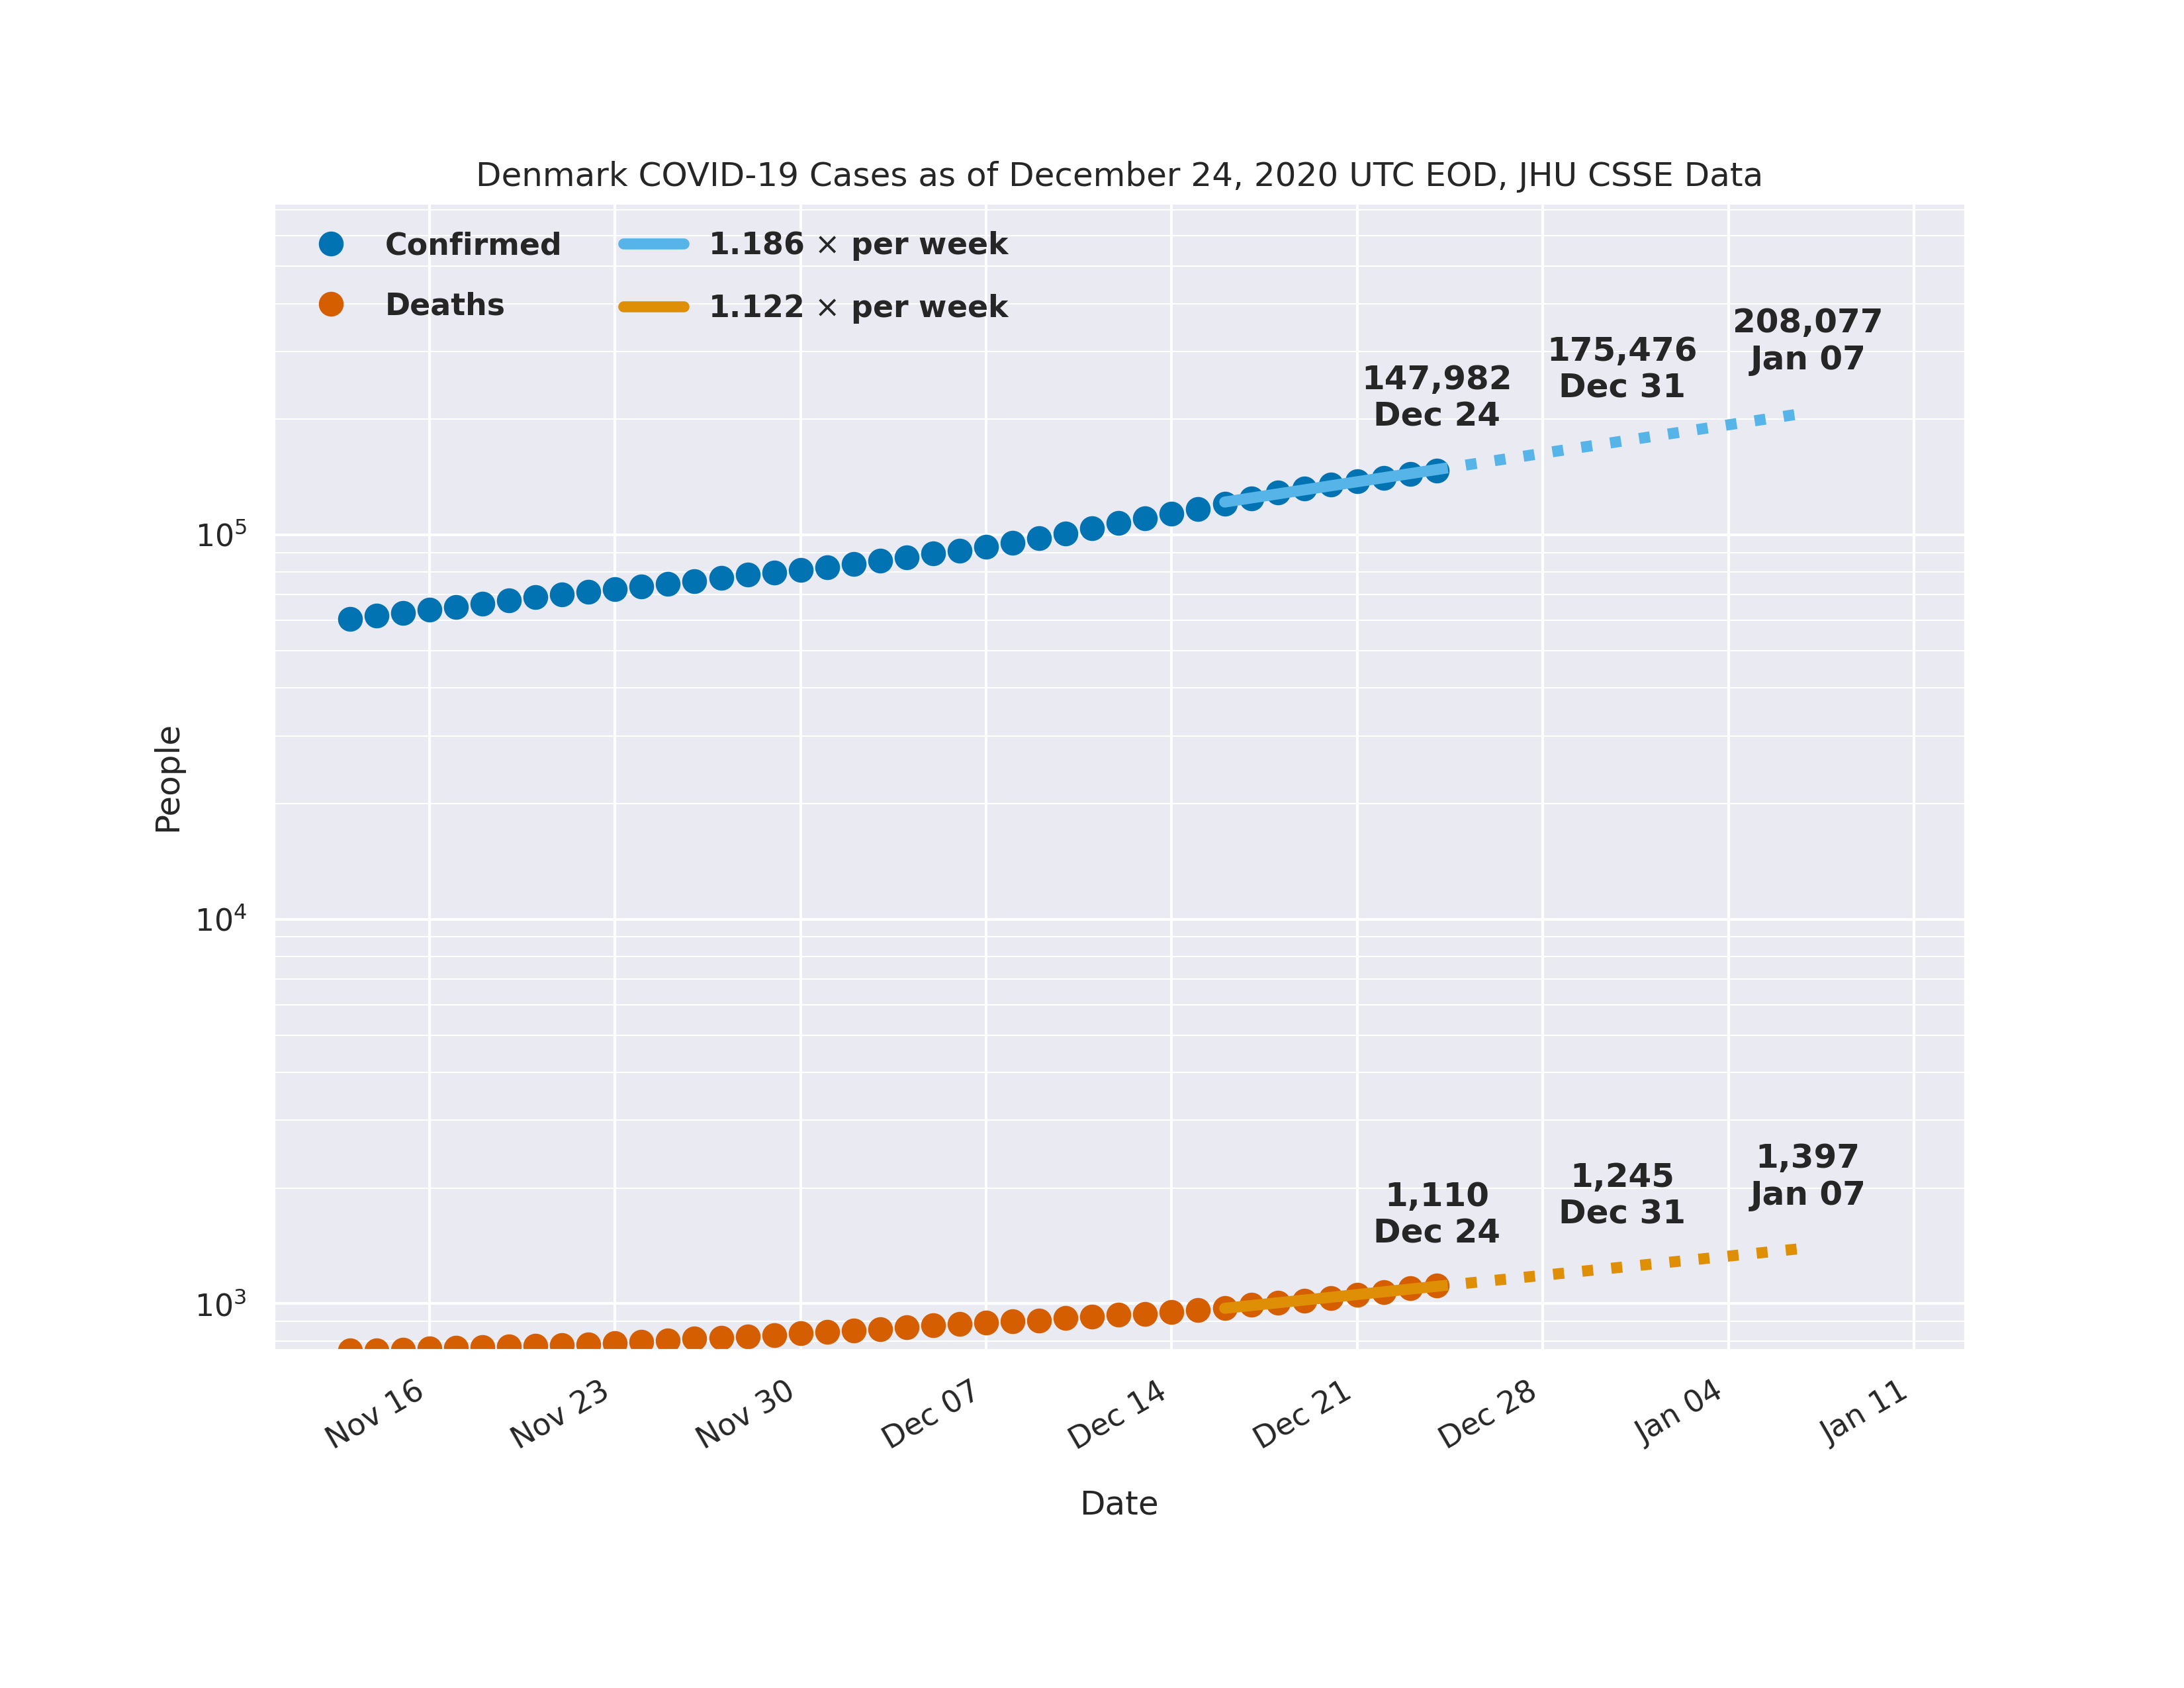 Denmark COVID-19 Cases as of December 24, 2020 UTC EOD, JHU CSSE Data
Confirmed
Deaths
1.186 × per week
1.122 × per week
147,982
Dec 24
175,476
Dec 31
208,077
Jan 07
1,110
Dec 24
1,245
Dec 31
1,397
Jan 07
People
10⁵
10⁴
10³
Nov 16
Nov 23
Nov 30
Dec 07
Dec 14
Dec 21
Dec 28
Jan 04
Jan 11
Date